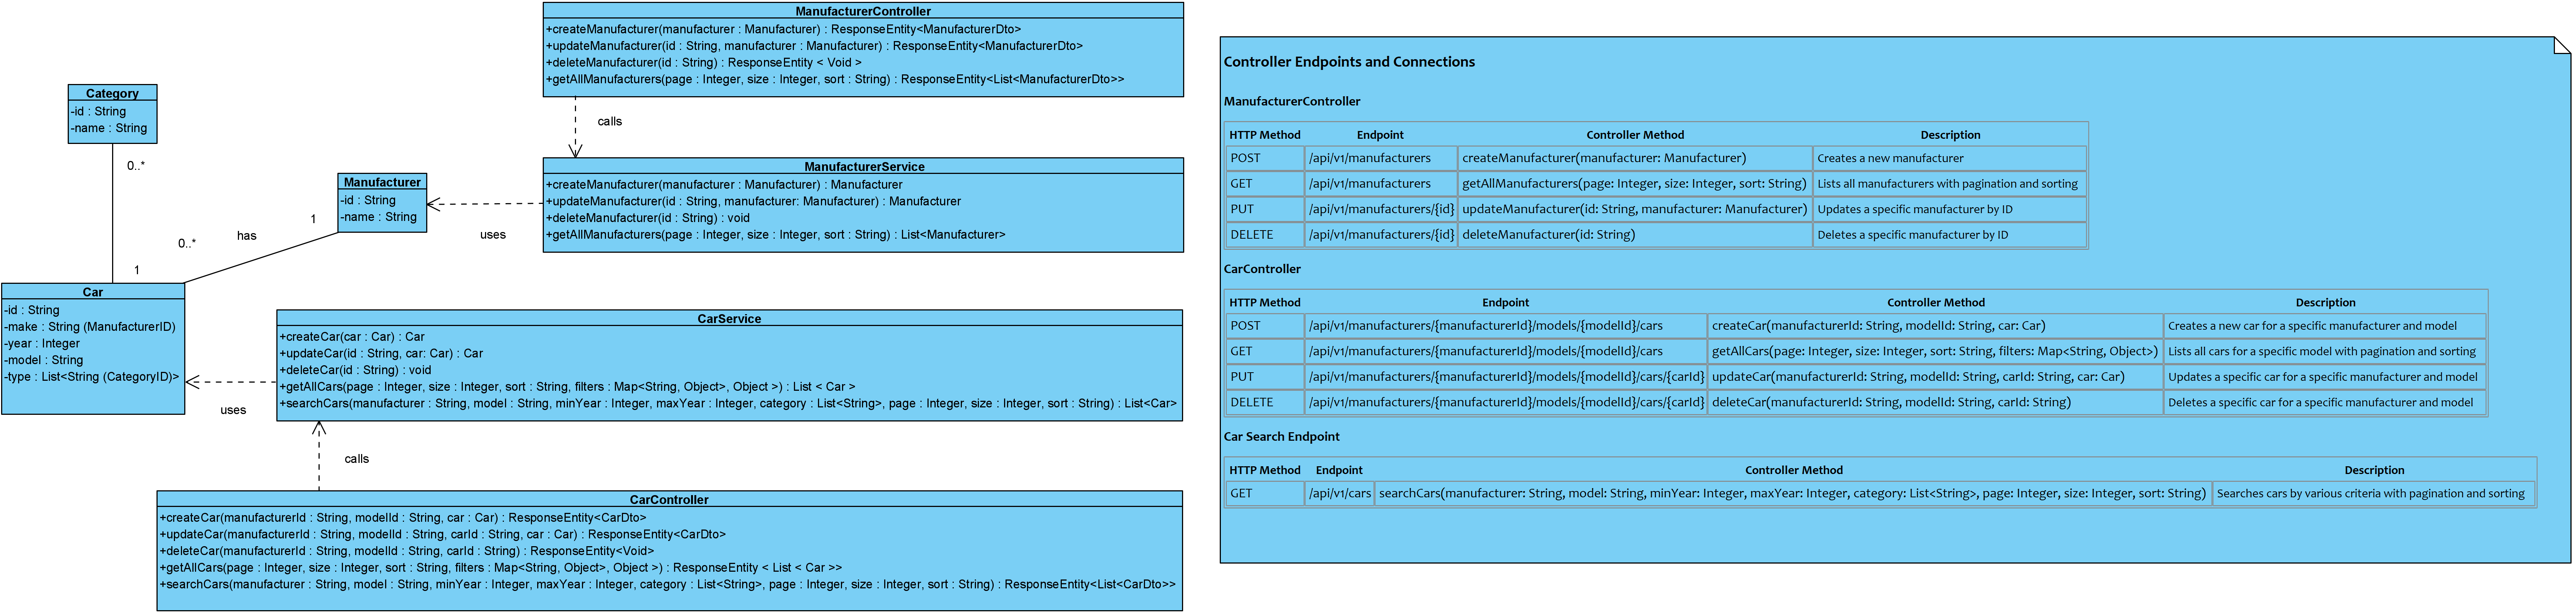 ManufacturerController
+createManufacturer(manufacturer : Manufacturer) : ResponseEntity<ManufacturerDto>
+updateManufacturer(id : String, manufacturer : Manufacturer) : ResponseEntity<ManufacturerDto>
+deleteManufacturer(id : String) : ResponseEntity < Void >
+getAllManufacturers(page : Integer, size : Integer, sort : String) : ResponseEntity<List<ManufacturerDto>>
calls
Category
-id : String
-name : String
0..*
1
ManufacturerService
+createManufacturer(manufacturer : Manufacturer) : Manufacturer
+updateManufacturer(id : String, manufacturer: Manufacturer) : Manufacturer
+deleteManufacturer(id : String) : void
+getAllManufacturers(page : Integer, size : Integer, sort : String) : List<Manufacturer>
uses
Manufacturer
-id : String
-name : String
1
has
0..*
Car
-id : String
-make : String (ManufacturerID)
-year : Integer
-model : String
-type : List<String (CategoryID)>
uses
CarService
+createCar(car : Car) : Car
+updateCar(id : String, car: Car) : Car
+deleteCar(id : String) : void
+getAllCars(page : Integer, size : Integer, sort : String, filters : Map<String, Object>, Object >) : List < Car >
+searchCars(manufacturer : String, model : String, minYear : Integer, maxYear : Integer, category : List<String>, page : Integer, size : Integer, sort : String) : List<Car>
calls
CarController
+createCar(manufacturerId : String, modelId : String, car : Car) : ResponseEntity<CarDto>
+updateCar(manufacturerId : String, modelId : String, carId : String, car : Car) : ResponseEntity<CarDto>
+deleteCar(manufacturerId : String, modelId : String, carId : String) : ResponseEntity<Void>
+getAllCars(page : Integer, size : Integer, sort : String, filters : Map<String, Object>, Object >) : ResponseEntity < List < Car >>
+searchCars(manufacturer : String, model : String, minYear : Integer, maxYear : Integer, category : List<String>, page : Integer, size : Integer, sort : String) : ResponseEntity<List<CarDto>>
Controller Endpoints and Connections
ManufacturerController
HTTP Method Endpoint Controller Method Description
POST /api/v1/manufacturers createManufacturer(manufacturer: Manufacturer) Creates a new manufacturer
GET /api/v1/manufacturers getAllManufacturers(page: Integer, size: Integer, sort: String) Lists all manufacturers with pagination and sorting
PUT /api/v1/manufacturers/{id} updateManufacturer(id: String, manufacturer: Manufacturer) Updates a specific manufacturer by ID
DELETE /api/v1/manufacturers/{id} deleteManufacturer(id: String) Deletes a specific manufacturer by ID
CarController
HTTP Method Endpoint Controller Method Description
POST /api/v1/manufacturers/{manufacturerId}/models/{modelId}/cars createCar(manufacturerId: String, modelId: String, car: Car) Creates a new car for a specific manufacturer and model
GET /api/v1/manufacturers/{manufacturerId}/models/{modelId}/cars getAllCars(page: Integer, size: Integer, sort: String, filters: Map<String, Object>) Lists all cars for a specific model with pagination and sorting
PUT /api/v1/manufacturers/{manufacturerId}/models/{modelId}/cars/{carId} updateCar(manufacturerId: String, modelId: String, carId: String, car: Car) Updates a specific car for a specific manufacturer and model
DELETE /api/v1/manufacturers/{manufacturerId}/models/{modelId}/cars/{carId} deleteCar(manufacturerId: String, modelId: String, carId: String) Deletes a specific car for a specific manufacturer and model
Car Search Endpoint
HTTP Method Endpoint Controller Method Description
GET /api/v1/cars searchCars(manufacturer: String, model: String, minYear: Integer, maxYear: Integer, category: List<String>, page: Integer, size: Integer, sort: String) Searches cars by various criteria with pagination and sorting